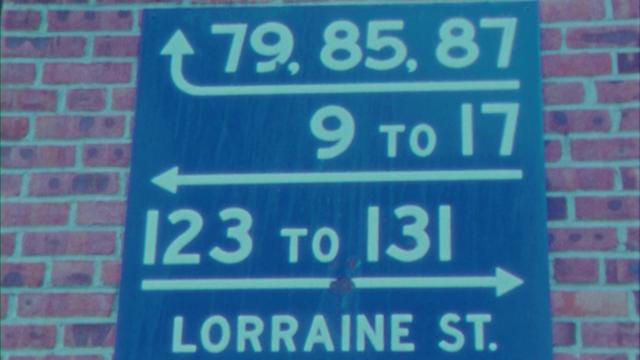 79, 85, 87
9 TO 17
123 TO 131
LORRAINE ST.